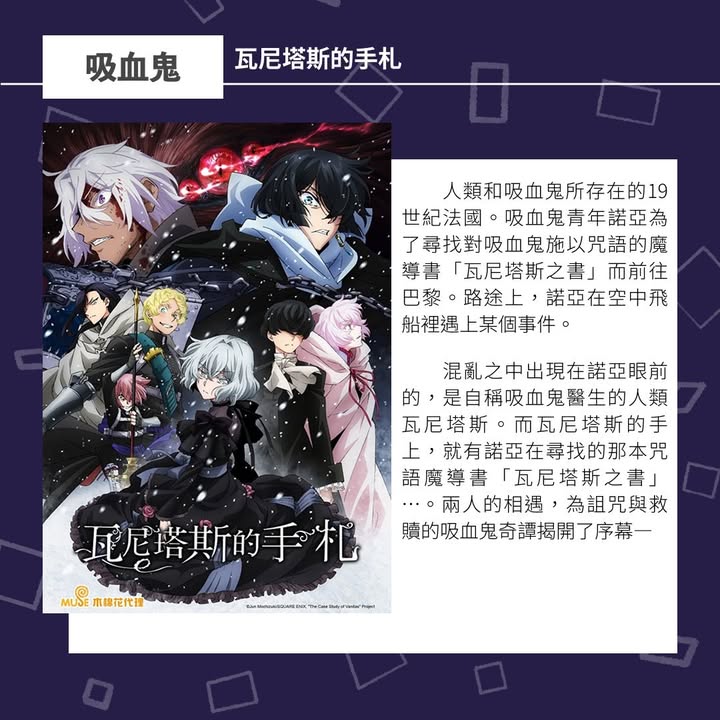 吸血鬼
瓦尼塔斯的手札
人類和吸血鬼所存在的19
世紀法國。吸血鬼青年諾亞為
了尋找對吸血鬼施以咒語的魔
導書「瓦尼塔斯之書」而前往
巴黎。路途上，諾亞在空中飛
船裡遇上某個事件。
混亂之中出現在諾亞眼前
的，是自稱吸血鬼醫生的人類
瓦尼塔斯。而瓦尼塔斯的手
上，就有諾亞在尋找的那本咒
語魔導書「瓦尼塔斯之書」
…。兩人的相遇，為詛咒與救
贖的吸血鬼奇譚揭開了序幕—
瓦尼塔斯的手札
MUSE 木棉花代理
©Jun Mochizuki/SQUARE ENIX, "The Case Study of Vanitas" Project